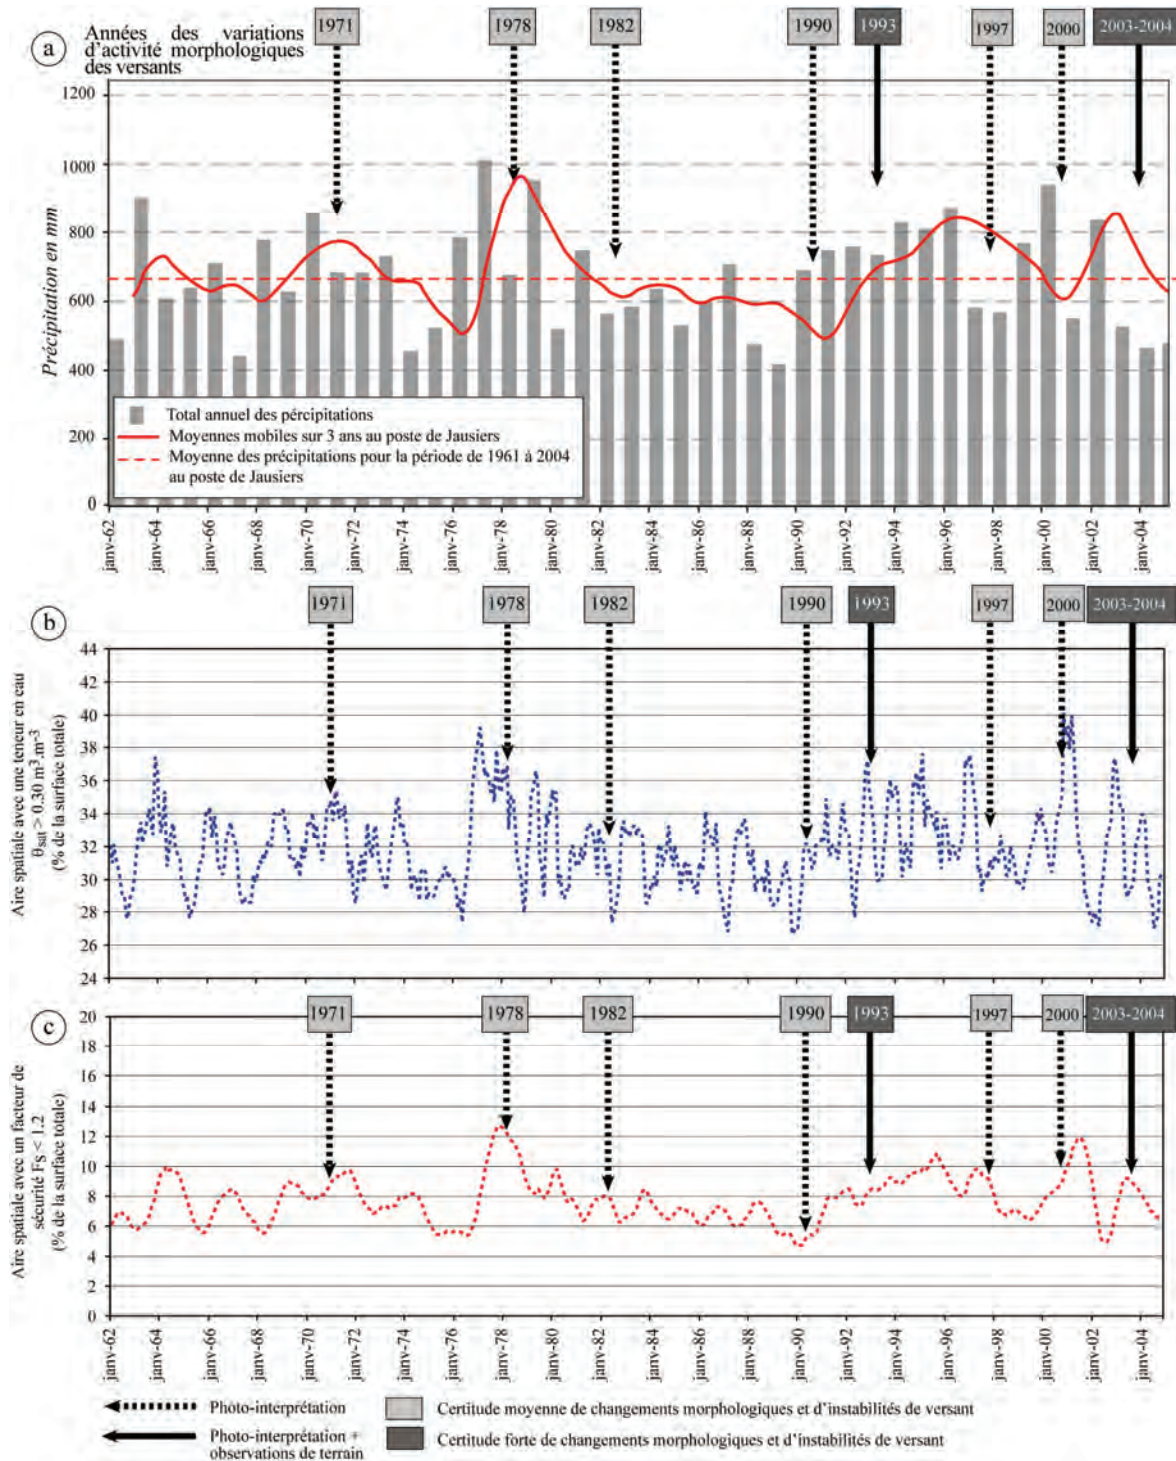 a
Années des variations
d'activité morphologiques
des versants
1971
1978
1982
1990
1993
1997
2000
2003-2004
Précipitation en mm
1200
1000
800
600
400
200
0
Total annuel des pércipitations
Moyennes mobiles sur 3 ans au poste de Jausiers
Moyenne des précipitations pour la période de 1961 à 2004
au poste de Jausiers
janv-62
janv-64
janv-66
janv-68
janv-70
janv-72
janv-74
janv-76
janv-78
janv-80
janv-82
janv-84
janv-86
janv-88
janv-90
janv-92
janv-94
janv-96
janv-98
janv-00
janv-02
janv-04
b
1971
1978
1982
1990
1993
1997
2000
2003-2004
Aire spatiale avec une teneur en eau
θsat > 0.30 m³.m⁻³
(% de la surface totale)
44
42
40
38
36
34
32
30
28
26
24
c
1971
1978
1982
1990
1993
1997
2000
2003-2004
Aire spatiale avec un facteur de
sécurité FS < 1.2
(% de la surface totale)
20
18
16
14
12
10
8
6
4
2
0
janv-62
janv-64
janv-66
janv-68
janv-70
janv-72
janv-74
janv-76
janv-78
janv-80
janv-82
janv-84
janv-86
janv-88
janv-90
janv-92
janv-94
janv-96
janv-98
janv-00
janv-02
janv-04
Photo-interprétation
Certitude moyenne de changements morphologiques et d'instabilités de versant
Photo-interprétation +
observations de terrain
Certitude forte de changements morphologiques et d'instabilités de versant